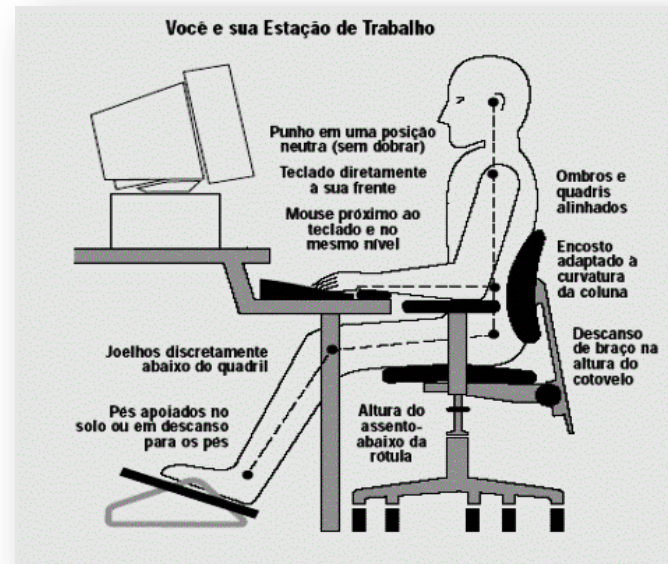 Você e sua Estação de Trabalho
Punho em uma posição
neutra (sem dobrar)
Teclado diretamente
à sua frente
Mouse próximo ao
teclado e no
mesmo nível
Ombros e
quadris
alinhados
Encosto
adaptado à
curvatura
da coluna
Descanso
de braço na
altura do
cotovelo
Joelhos discretamente
abaixo do quadril
Pés apoiados no
solo ou em descanso
para os pés
Altura do
assento-
abaixo da
rótula